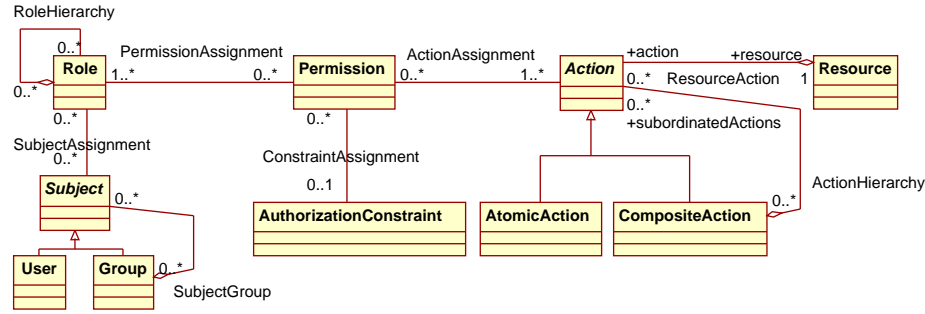 RoleHierarchy
0..*
Role
0..*
PermissionAssignment
1..*
0..*
Permission
ActionAssignment
0..*
1..*
Action
+action
+resource
0..*
ResourceAction
1
Resource
0..*
+subordinatedActions
0..*
SubjectAssignment
0..*
0..*
ConstraintAssignment
0..1
Subject
0..*
AuthorizationConstraint
AtomicAction
CompositeAction
0..*
ActionHierarchy
User
Group
0..*
SubjectGroup